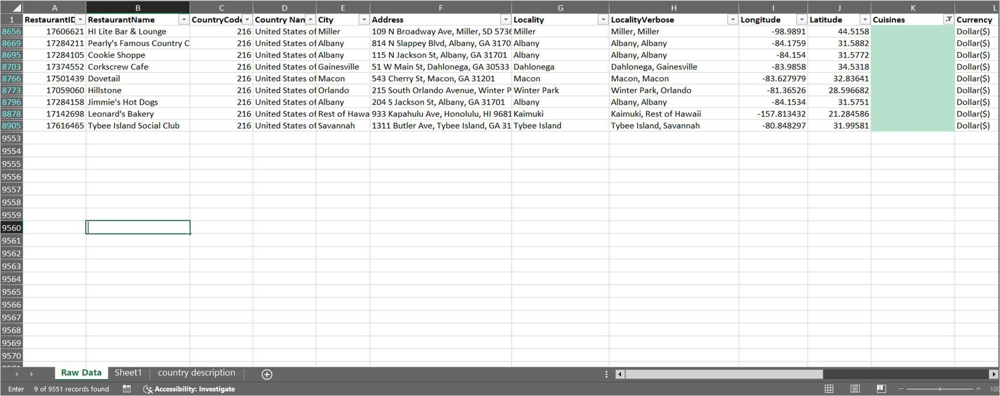 A B C D E F G H I J K L
1 RestaurantID RestaurantName CountryCode Country Nam City Address Locality LocalityVerbose Longitude Latitude Cuisines Currency
8656 17606621 HI Lite Bar & Lounge 216 United States of Miller 109 N Broadway Ave, Miller, SD 5736 Miller Miller, Miller -98.9891 44.5158 Dollar($)
8669 17284211 Pearly's Famous Country C 216 United States of Albany 814 N Slappey Blvd, Albany, GA 3170 Albany Albany, Albany -84.1759 31.5882 Dollar($)
8695 17284105 Cookie Shoppe 216 United States of Albany 115 N Jackson St, Albany, GA 31701 Albany Albany, Albany -84.154 31.5772 Dollar($)
8703 17374552 Corkscrew Cafe 216 United States of Gainesville 51 W Main St, Dahlonega, GA 30533 Dahlonega Dahlonega, Gainesville -83.9858 34.5318 Dollar($)
8766 17501439 Dovetail 216 United States of Macon 543 Cherry St, Macon, GA 31201 Macon Macon, Macon -83.627979 32.83641 Dollar($)
8773 17059060 Hillstone 216 United States of Orlando 215 South Orlando Avenue, Winter P Winter Park Winter Park, Orlando -81.36526 28.596682 Dollar($)
8796 17284158 Jimmie's Hot Dogs 216 United States of Albany 204 S Jackson St, Albany, GA 31701 Albany Albany, Albany -84.1534 31.5751 Dollar($)
8878 17142698 Leonard's Bakery 216 United States of Rest of Hawa 933 Kapahulu Ave, Honolulu, HI 9681 Kaimuki Kaimuki, Rest of Hawaii -157.813432 21.284586 Dollar($)
8905 17616465 Tybee Island Social Club 216 United States of Savannah 1311 Butler Ave, Tybee Island, GA 31 Tybee Island Tybee Island, Savannah -80.848297 31.99581 Dollar($)
9553
9554
9555
9556
9557
9558
9559
9560
9561
9562
9563
9564
9565
9566
9567
9568
9569
9570
Raw Data Sheet1 country description
Enter 9 of 9551 records found Accessibility: Investigate 100